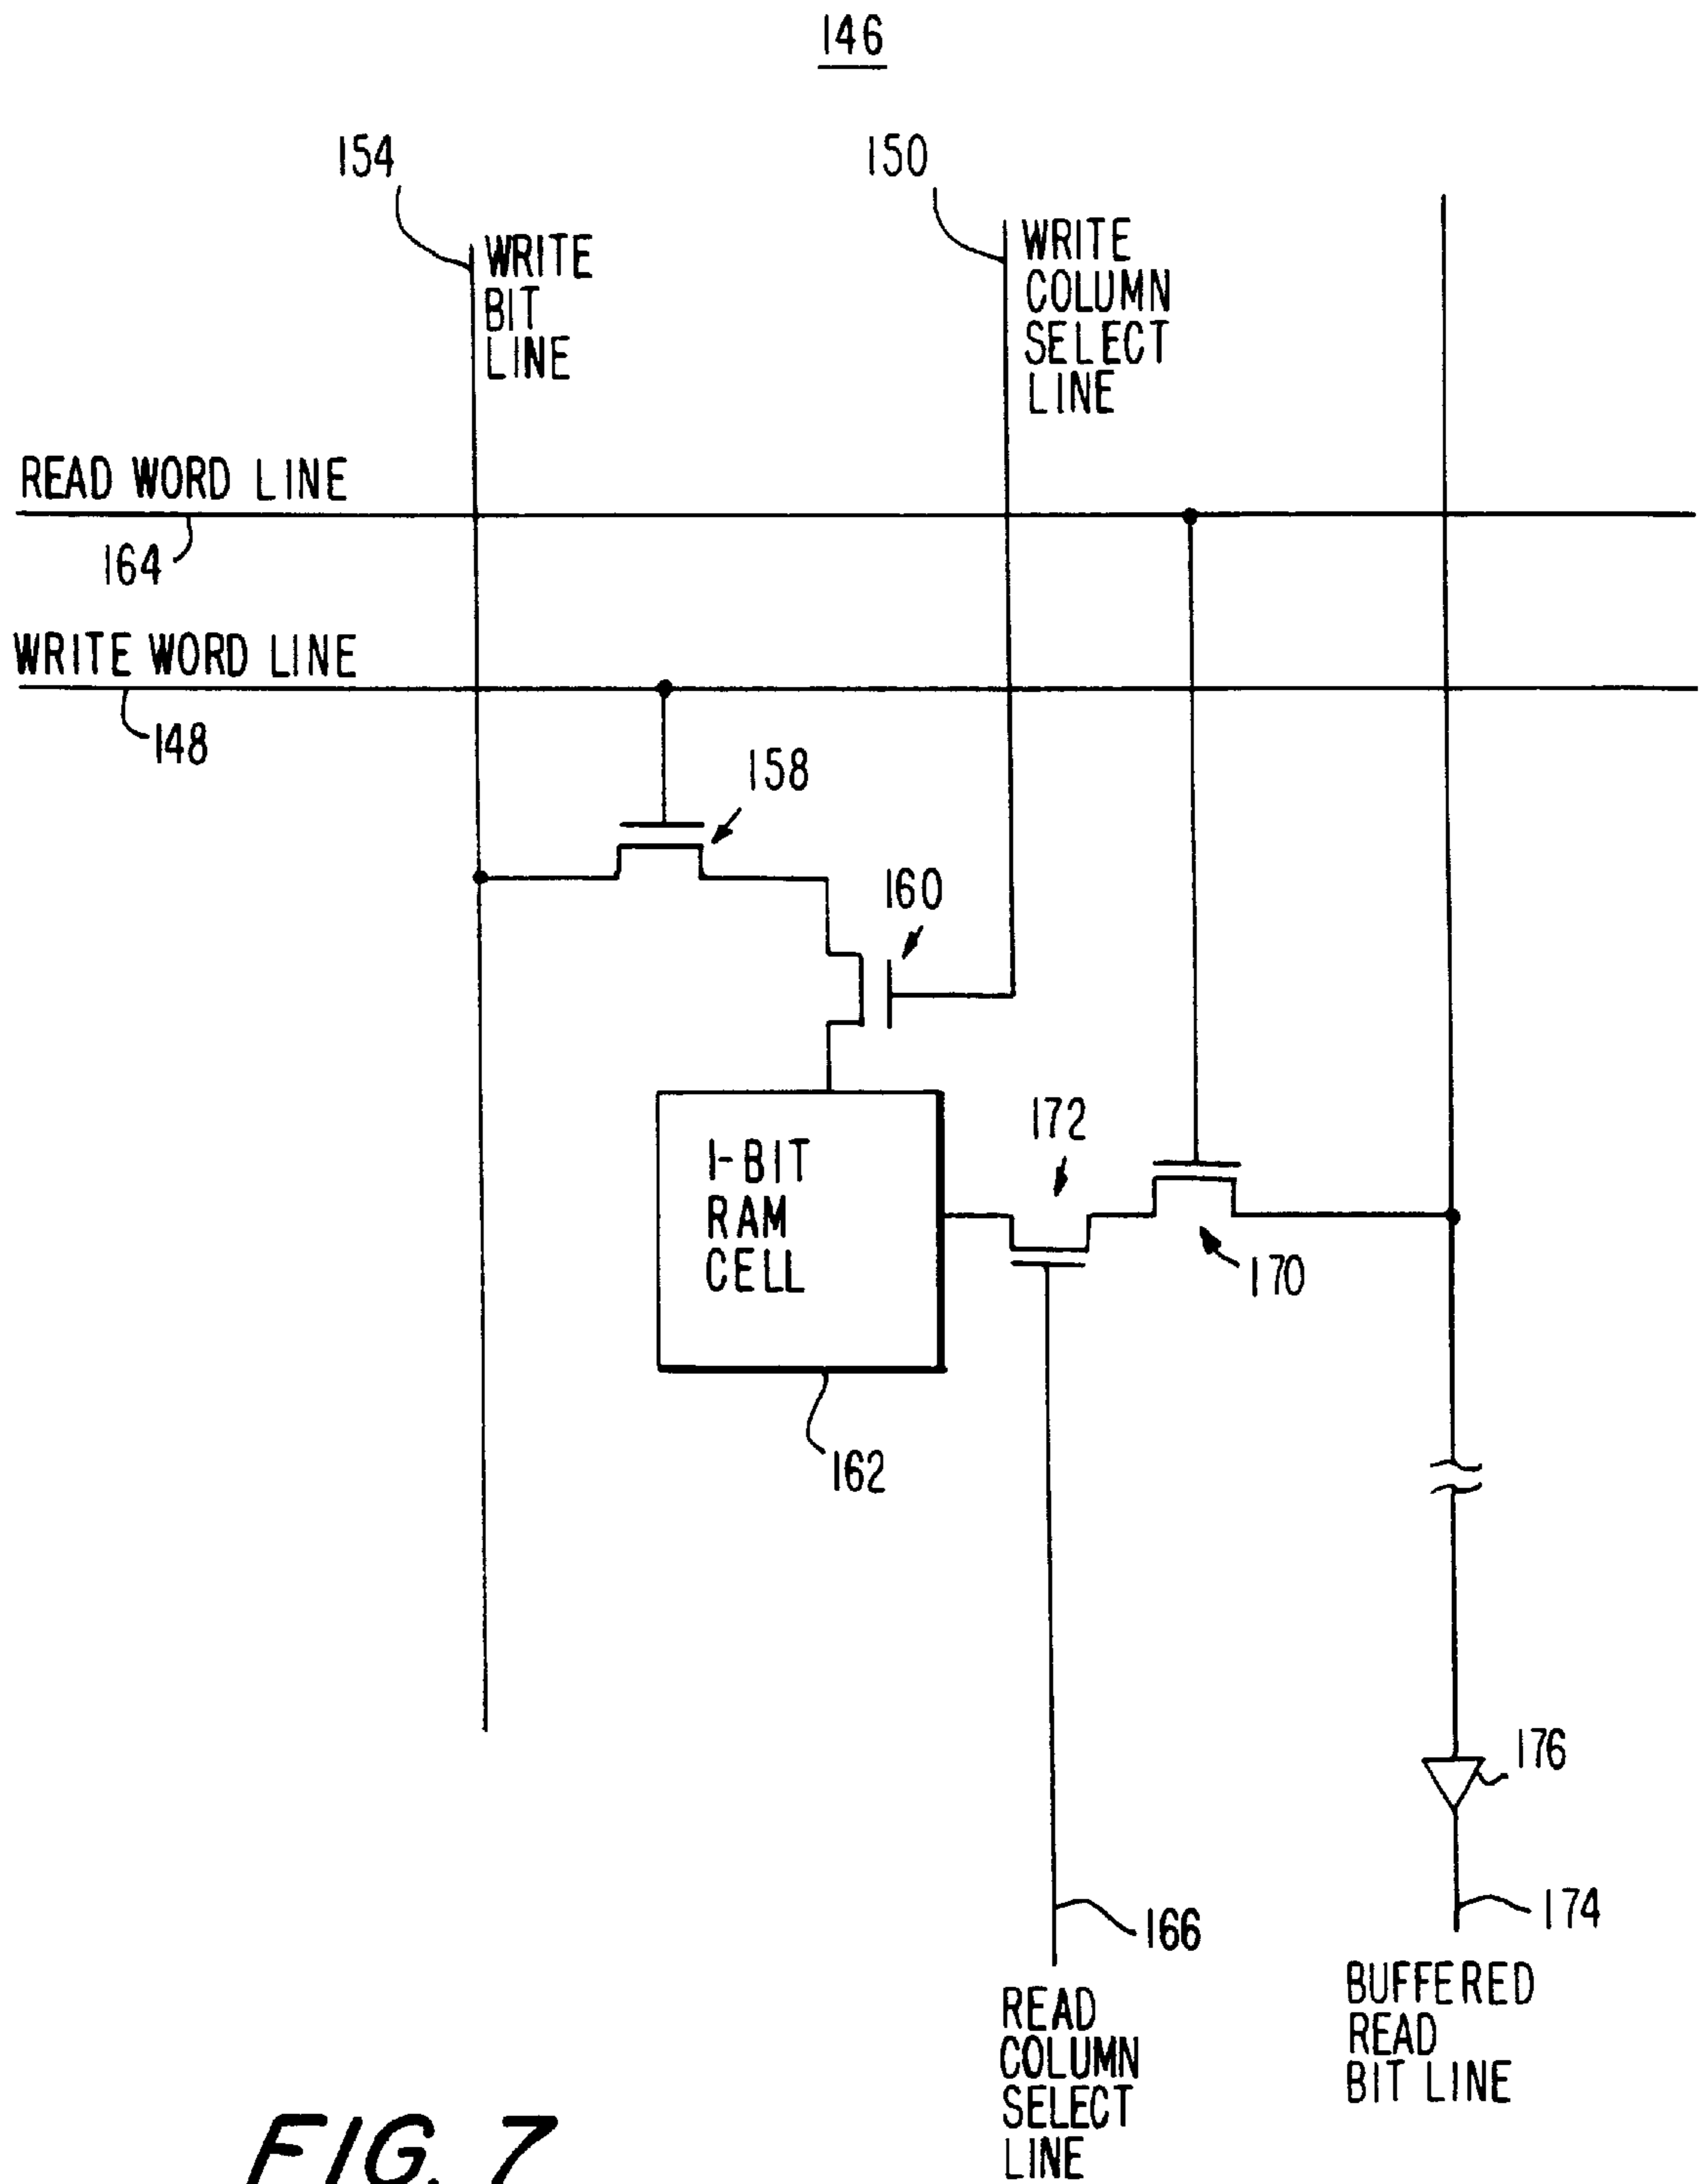 146
154
150
WRITE
BIT
LINE
WRITE
COLUMN
SELECT
LINE
READ WORD LINE
164
WRITE WORD LINE
148
158
160
172
1-BIT
RAM
CELL
170
162
176
174
166
READ
COLUMN
SELECT
LINE
BUFFERED
READ
BIT LINE
FIG. 7